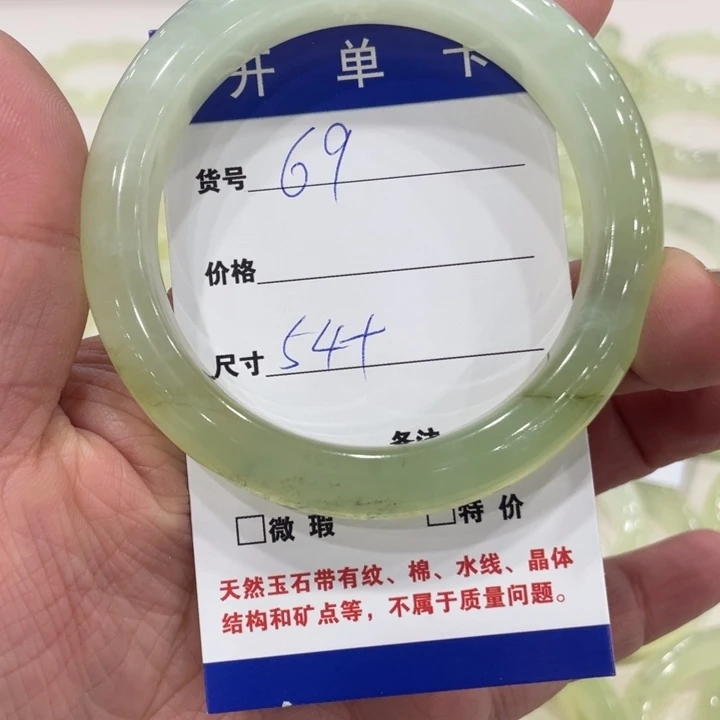 开单卡
货号 69
价格
尺寸 54+
备注
□微瑕 □特价
天然玉石带有纹、棉、水线、晶体
结构和矿点等，不属于质量问题。